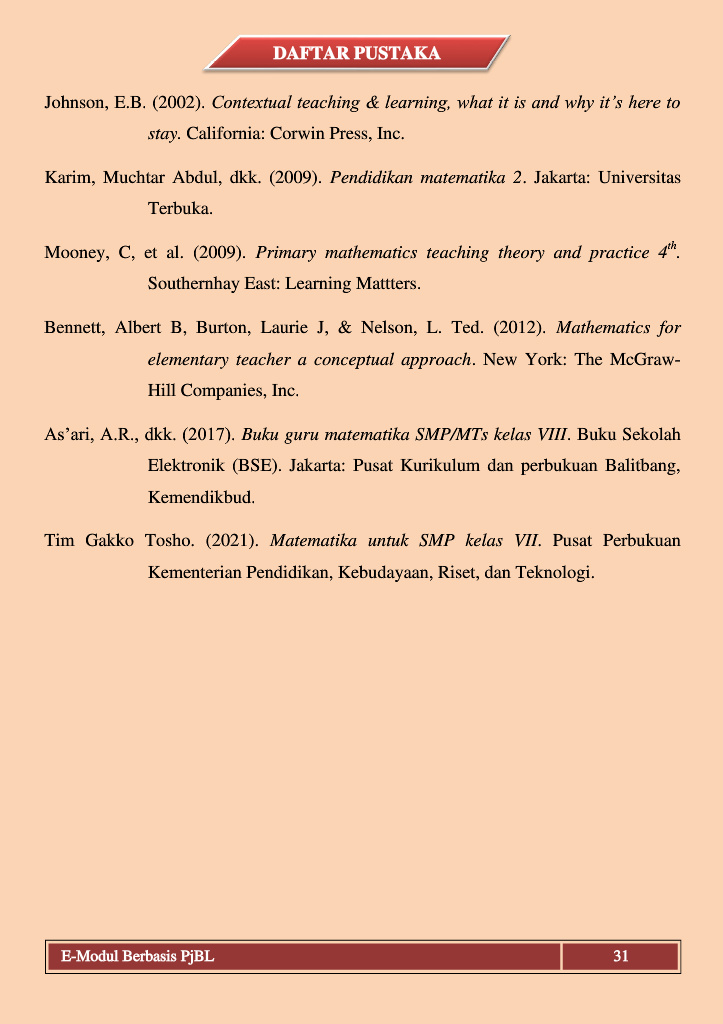 DAFTAR PUSTAKA
Johnson, E.B. (2002). Contextual teaching & learning, what it is and why it’s here to
stay. California: Corwin Press, Inc.
Karim, Muchtar Abdul, dkk. (2009). Pendidikan matematika 2. Jakarta: Universitas
Terbuka.
Mooney, C, et al. (2009). Primary mathematics teaching theory and practice 4th.
Southernhay East: Learning Mattters.
Bennett, Albert B, Burton, Laurie J, & Nelson, L. Ted. (2012). Mathematics for
elementary teacher a conceptual approach. New York: The McGraw-
Hill Companies, Inc.
As’ari, A.R., dkk. (2017). Buku guru matematika SMP/MTs kelas VIII. Buku Sekolah
Elektronik (BSE). Jakarta: Pusat Kurikulum dan perbukuan Balitbang,
Kemendikbud.
Tim Gakko Tosho. (2021). Matematika untuk SMP kelas VII. Pusat Perbukuan
Kementerian Pendidikan, Kebudayaan, Riset, dan Teknologi.
E-Modul Berbasis PjBL 31